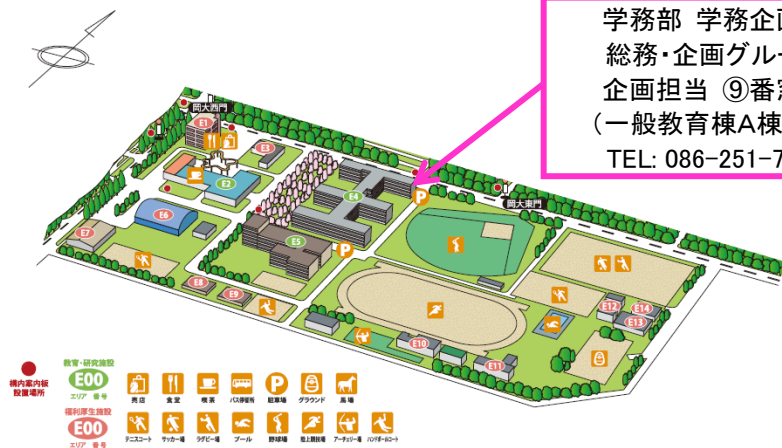 学務部 学務企
総務・企画グル
企画担当 ⑨番
(一般教育棟A棟
TEL: 086-251-7
岡大西門
E1
E3
E2
E4
岡大東門
E6
E7
E5
E8
E9
E12
E14
E13
E10
E11
P
P
構内案内板
設置場所
教育・研究施設
E00
エリア 番号
福利厚生施設
E00
エリア 番号
売店
食堂
喫茶
バス停留所
駐車場
グラウンド
馬場
テニスコート
サッカー場
ラグビー場
プール
野球場
陸上競技場
アーチェリー場
ハンドボールコート